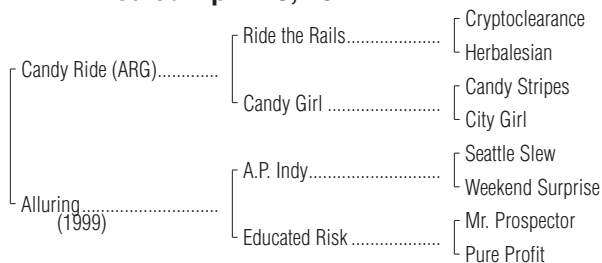 Cryptoclearance
Ride the Rails
Herbalesian
Candy Ride (ARG)
Candy Stripes
Candy Girl
City Girl
Seattle Slew
A.P. Indy
Weekend Surprise
Alluring
(1999)
Mr. Prospector
Educated Risk
Pure Profit